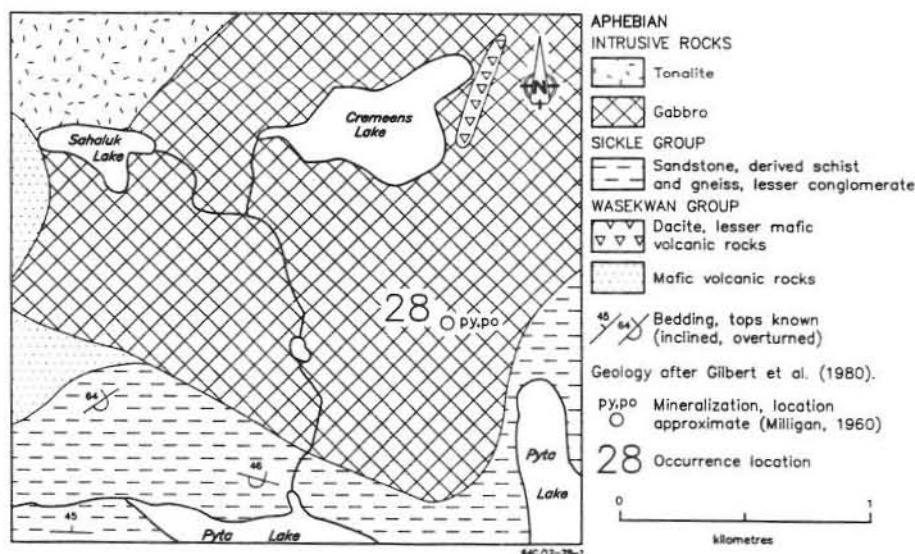 Sahaluk
Lake
Cremeens
Lake
N
28
py,po
64
46
45
Pyta
Lake
Pyta
Lake
APHEBIAN
INTRUSIVE ROCKS
Tonalite
Gabbro
SICKLE GROUP
Sandstone, derived schist
and gneiss, lesser conglomerate
WASEKWAN GROUP
Dacite, lesser mafic
volcanic rocks
Mafic volcanic rocks
45
64
Bedding, tops known
(inclined, overturned)
Geology after Gilbert et al. (1980).
py,po
Mineralization, location
approximate (Milligan, 1960)
28 Occurrence location
0 1
kilometres